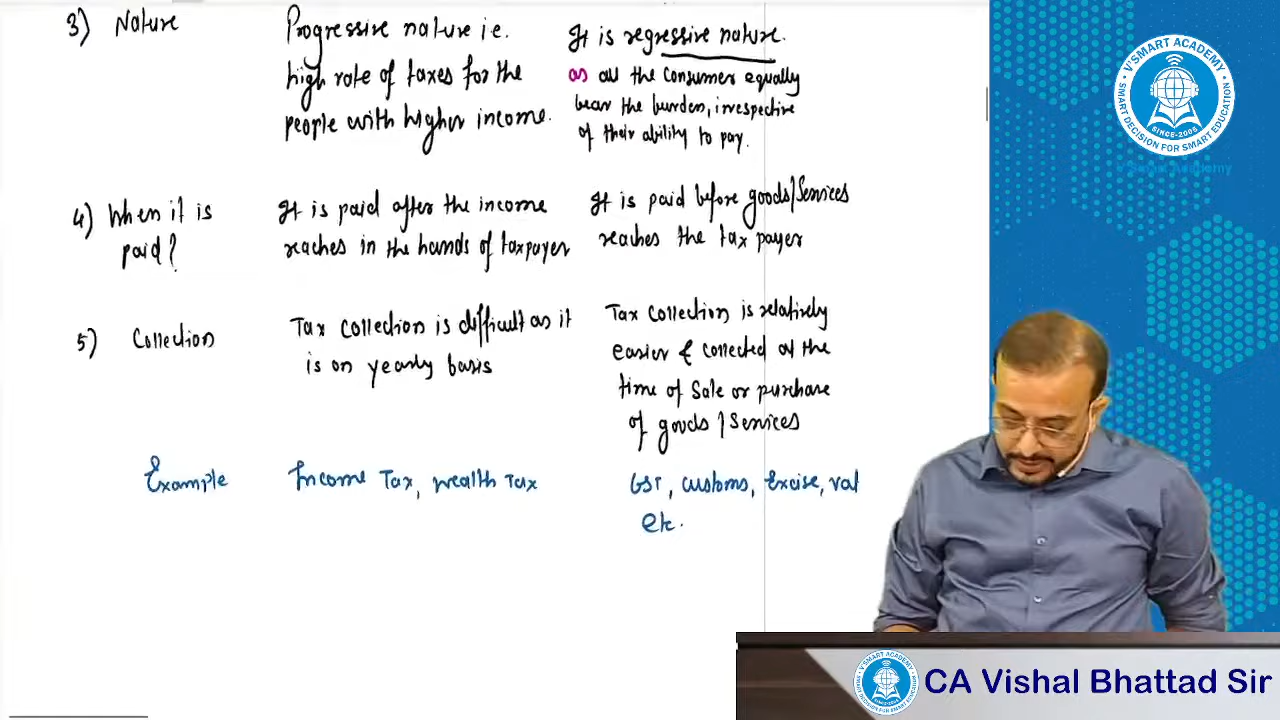 3) Nature
Progressive nature i.e.
high rate of taxes for the
people with higher income.
It is regressive nature.
as all the consumer equally
bear the burden, irrespective
of their ability to pay.
4) When it is
paid?
It is paid after the income
reaches in the hands of taxpayer
It is paid before goods/Services
reaches the tax payer
5) Collection
Tax collection is difficult as it
is on yearly basis
Tax collection is relatively
easier & collected at the
time of sale or purchase
of goods/Services
Example
Income Tax, wealth Tax
GST, customs, Excise, vat
etc.
V'SMART ACADEMY
SINCE-2005
SMART DECISION FOR SMART EDUCATION
V'Smart Academy
V'SMART ACADEMY
CA Vishal Bhattad Sir